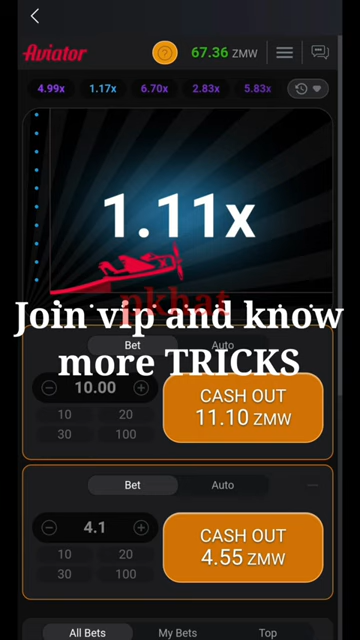 Aviator
67.36 ZMW
4.99x 1.17x 6.70x 2.83x 5.83x
1.11x
Join vip and know
more TRICKS
Bet Auto
10.00
10 20
30 100
CASH OUT
11.10 ZMW
Bet Auto
4.1
10 20
30 100
CASH OUT
4.55 ZMW
All Bets My Bets Top